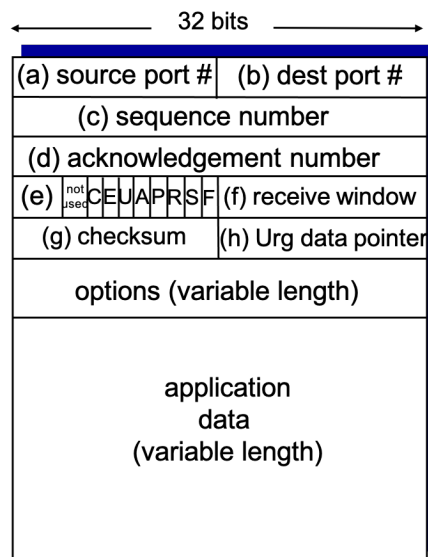 32 bits
(a) source port # (b) dest port #
(c) sequence number
(d) acknowledgement number
(e) not used C E U A P R S F (f) receive window
(g) checksum (h) Urg data pointer
options (variable length)
application
data
(variable length)